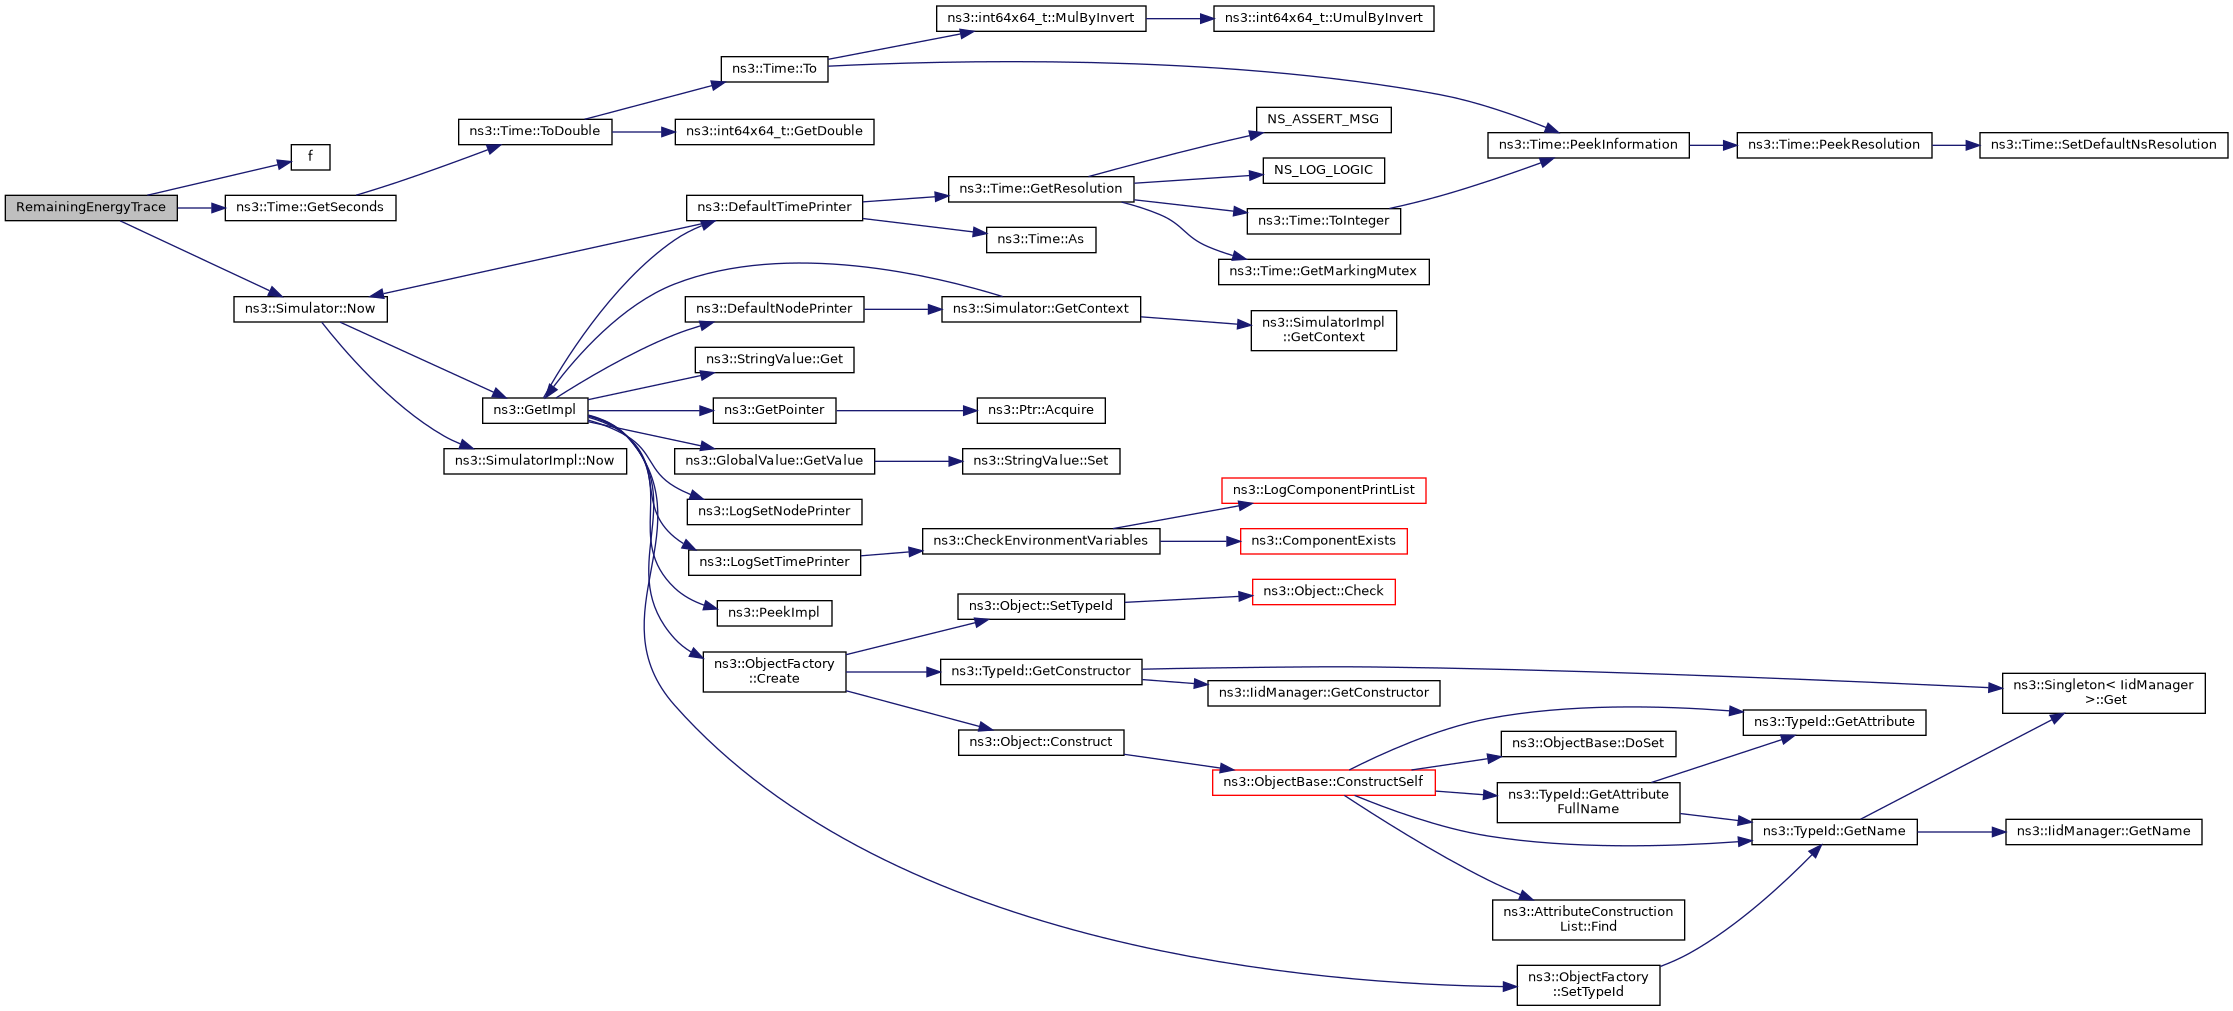 RemainingEnergyTrace
f
ns3::Time::GetSeconds
ns3::Simulator::Now
ns3::Time::ToDouble
ns3::Time::To
ns3::int64x64_t::GetDouble
ns3::int64x64_t::MulByInvert
ns3::int64x64_t::UmulByInvert
ns3::Time::PeekInformation
ns3::Time::PeekResolution
ns3::Time::SetDefaultNsResolution
ns3::GetImpl
ns3::SimulatorImpl::Now
ns3::DefaultTimePrinter
ns3::Time::GetResolution
ns3::Time::As
NS_ASSERT_MSG
NS_LOG_LOGIC
ns3::Time::ToInteger
ns3::Time::GetMarkingMutex
ns3::DefaultNodePrinter
ns3::Simulator::GetContext
ns3::SimulatorImpl
::GetContext
ns3::StringValue::Get
ns3::GetPointer
ns3::Ptr::Acquire
ns3::GlobalValue::GetValue
ns3::StringValue::Set
ns3::LogSetNodePrinter
ns3::LogSetTimePrinter
ns3::CheckEnvironmentVariables
ns3::LogComponentPrintList
ns3::ComponentExists
ns3::PeekImpl
ns3::ObjectFactory
::Create
ns3::Object::SetTypeId
ns3::Object::Check
ns3::TypeId::GetConstructor
ns3::IidManager::GetConstructor
ns3::Singleton< IidManager
>::Get
ns3::Object::Construct
ns3::ObjectBase::ConstructSelf
ns3::TypeId::GetAttribute
ns3::ObjectBase::DoSet
ns3::TypeId::GetAttribute
FullName
ns3::TypeId::GetName
ns3::IidManager::GetName
ns3::AttributeConstruction
List::Find
ns3::ObjectFactory
::SetTypeId